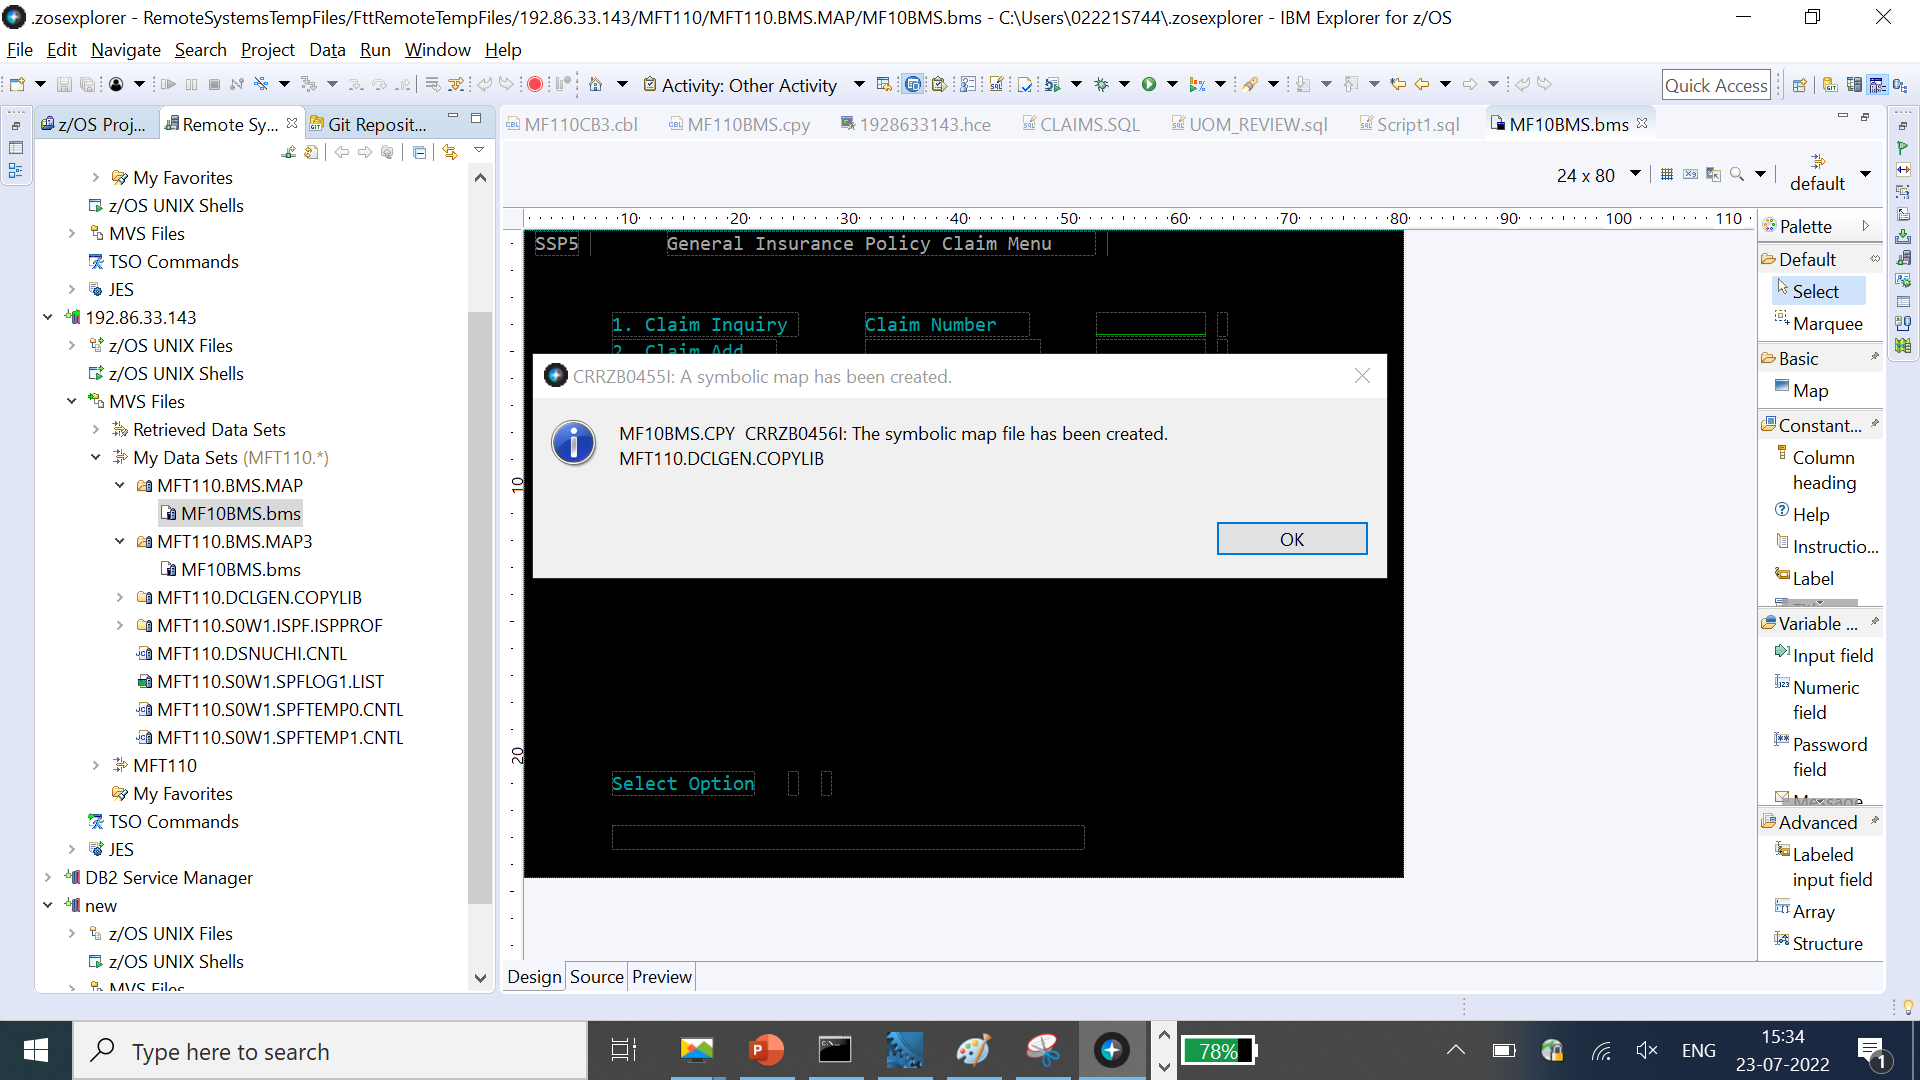 .zosexplorer - RemoteSystemsTempFiles/FttRemoteTempFiles/192.86.33.143/MFT110/MFT110.BMS.MAP/MF10BMS.bms - C:\Users\02221S744\.zosexplorer - IBM Explorer for z/OS
File Edit Navigate Search Project Data Run Window Help
Activity: Other Activity
Quick Access
z/OS Proj...
Remote Sy...
Git Reposit...
MF110CB3.cbl
MF110BMS.cpy
1928633143.hce
CLAIMS.SQL
UOM_REVIEW.sql
Script1.sql
MF10BMS.bms
24 x 80
default
My Favorites
z/OS UNIX Shells
MVS Files
TSO Commands
JES
192.86.33.143
z/OS UNIX Files
z/OS UNIX Shells
MVS Files
Retrieved Data Sets
My Data Sets (MFT110.*)
MFT110.BMS.MAP
MF10BMS.bms
MFT110.BMS.MAP3
MF10BMS.bms
MFT110.DCLGEN.COPYLIB
MFT110.S0W1.ISPF.ISPPROF
MFT110.DSNUCHI.CNTL
MFT110.S0W1.SPFLOG1.LIST
MFT110.S0W1.SPFTEMP0.CNTL
MFT110.S0W1.SPFTEMP1.CNTL
MFT110
My Favorites
TSO Commands
JES
DB2 Service Manager
new
z/OS UNIX Files
z/OS UNIX Shells
MVS Files
10 20 30 40 50 60 70 80 90 100 110
10
20
SSP5 General Insurance Policy Claim Menu
1. Claim Inquiry Claim Number
2. Claim Add
CRRZB0455I: A symbolic map has been created.
MF10BMS.CPY CRRZB0456I: The symbolic map file has been created.
MFT110.DCLGEN.COPYLIB
OK
Select Option
Design Source Preview
Palette
Default
Select
Marquee
Basic
Map
Constant...
Column heading
Help
Instructio...
Label
Variable ...
Input field
Numeric field
Password field
Message
Advanced
Labeled input field
Array
Structure
Type here to search
78%
ENG
15:34
23-07-2022
1